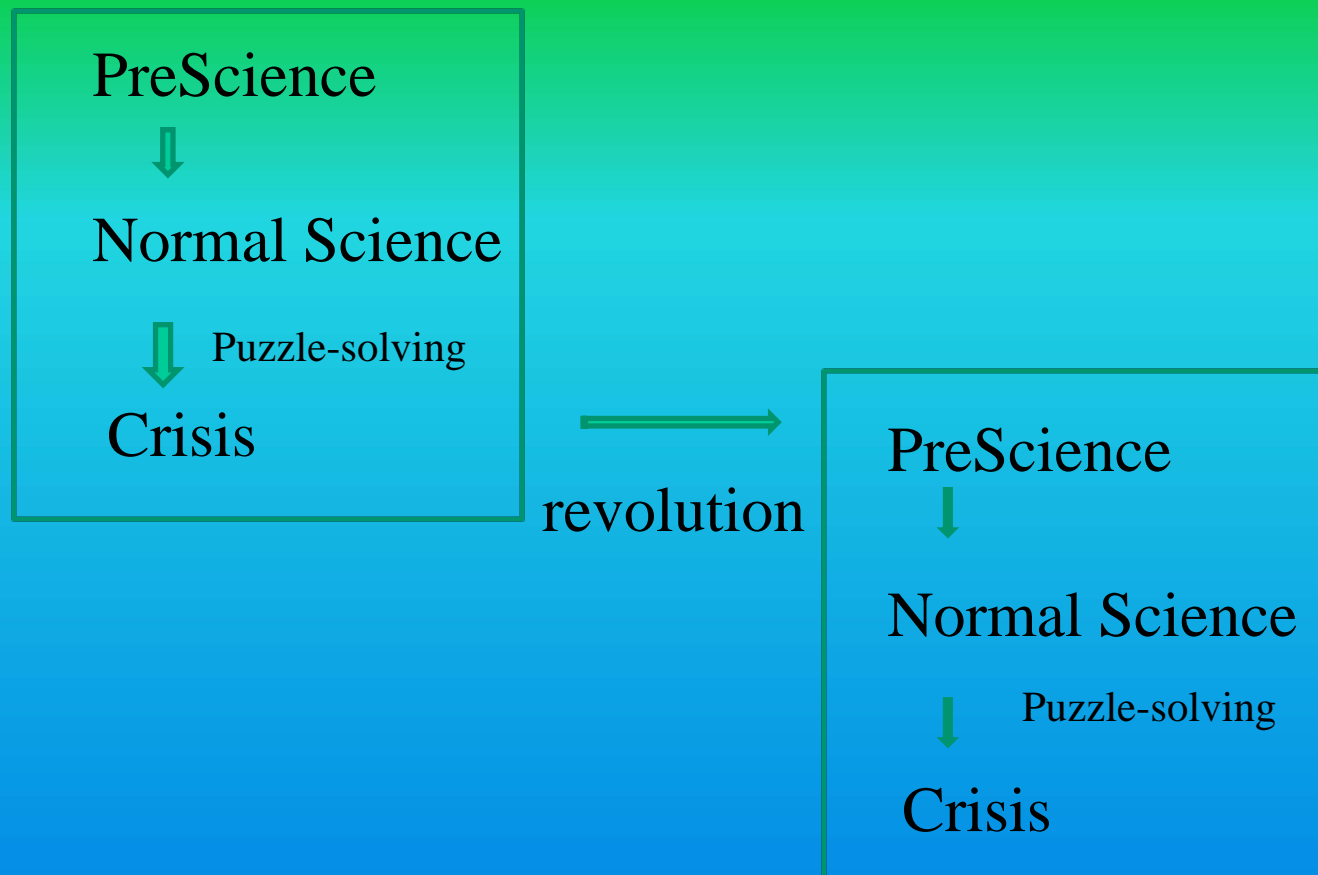 PreScience
Normal Science
Puzzle-solving
Crisis
revolution
PreScience
Normal Science
Puzzle-solving
Crisis